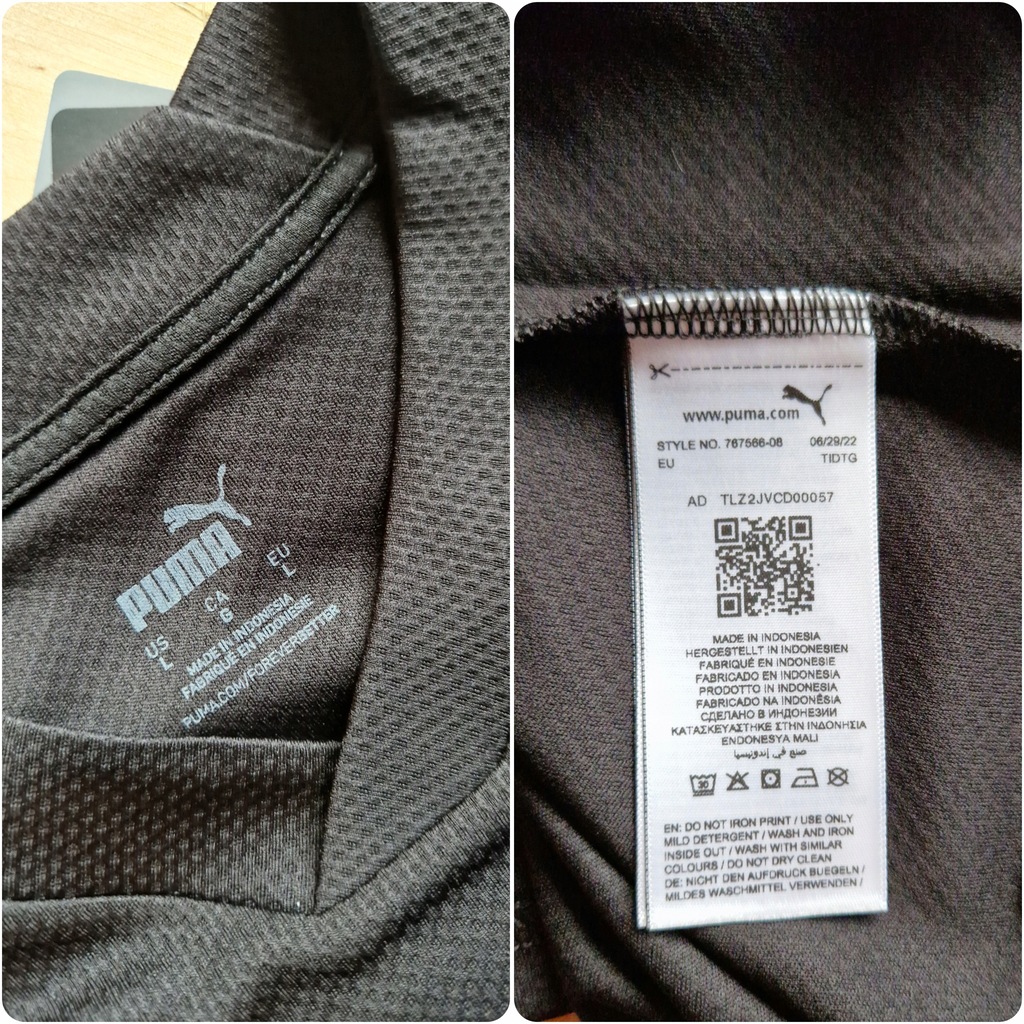 PUMA
US
L
CA
G
EU
L
MADE IN INDONESIA
FABRIQUÉ EN INDONESIE
PUMA.COM/FOREVERBETTER
www.puma.com
STYLE NO. 767566-08 06/29/22
EU TIDTG
AD TLZ2JVCD00057
MADE IN INDONESIA
HERGESTELLT IN INDONESIEN
FABRIQUÉ EN INDONESIE
FABRICADO EN INDONESIA
PRODOTTO IN INDONESIA
FABRICADO NA INDONÉSIA
СДЕЛАНО В ИНДОНЕЗИИ
ΚΑΤΑΣΚΕΥΑΣΤΗΚΕ ΣΤΗΝ ΙΝΔΟΝΗΣΙΑ
ENDONESYA MALI
صنع في إندونيسيا
30
EN: DO NOT IRON PRINT / USE ONLY
MILD DETERGENT / WASH AND IRON
INSIDE OUT / WASH WITH SIMILAR
COLOURS / DO NOT DRY CLEAN
DE: NICHT DEN AUFDRUCK BUEGELN /
MILDES WASCHMITTEL VERWENDEN /